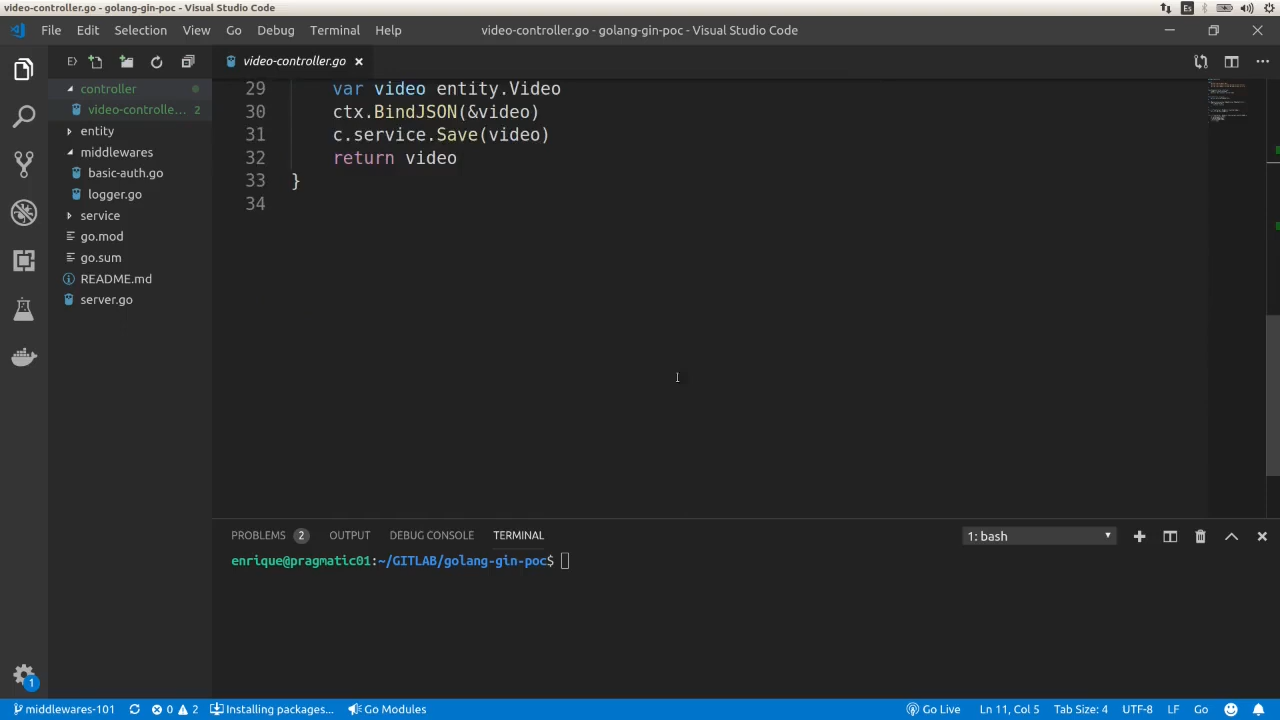 video-controller.go - golang-gin-poc - Visual Studio Code
Es
File Edit Selection View Go Debug Terminal Help
video-controller.go - golang-gin-poc - Visual Studio Code
video-controller.go
controller
video-controlle... 2
entity
middlewares
basic-auth.go
logger.go
service
go.mod
go.sum
README.md
server.go
29 var video entity.Video
30 ctx.BindJSON(&video)
31 c.service.Save(video)
32 return video
33 }
34
PROBLEMS 2 OUTPUT DEBUG CONSOLE TERMINAL
1: bash
enrique@pragmatic01:~/GITLAB/golang-gin-poc$
1
middlewares-101 0 2 Installing packages... Go Modules Go Live Ln 11, Col 5 Tab Size: 4 UTF-8 LF Go